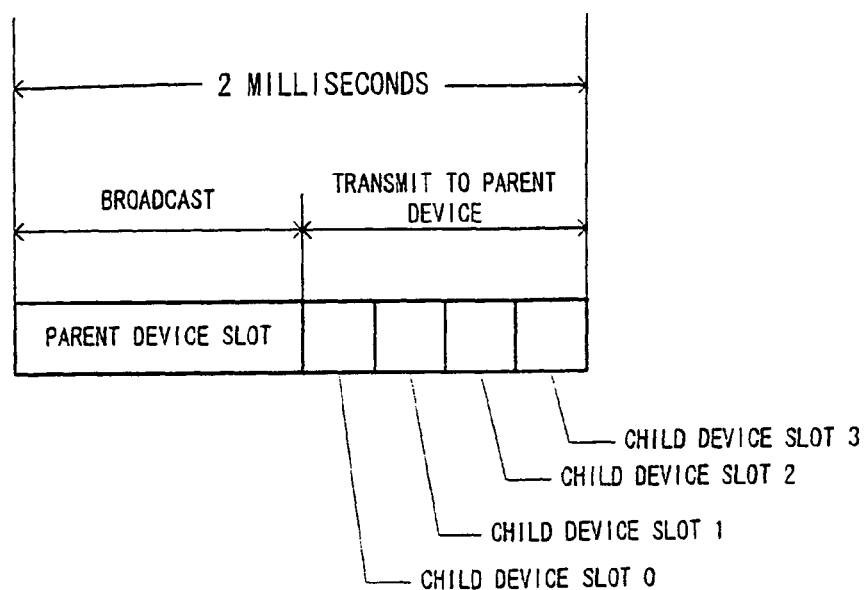 2 MILLISECONDS
BROADCAST
TRANSMIT TO PARENT
DEVICE
PARENT DEVICE SLOT
CHILD DEVICE SLOT 3
CHILD DEVICE SLOT 2
CHILD DEVICE SLOT 1
CHILD DEVICE SLOT 0